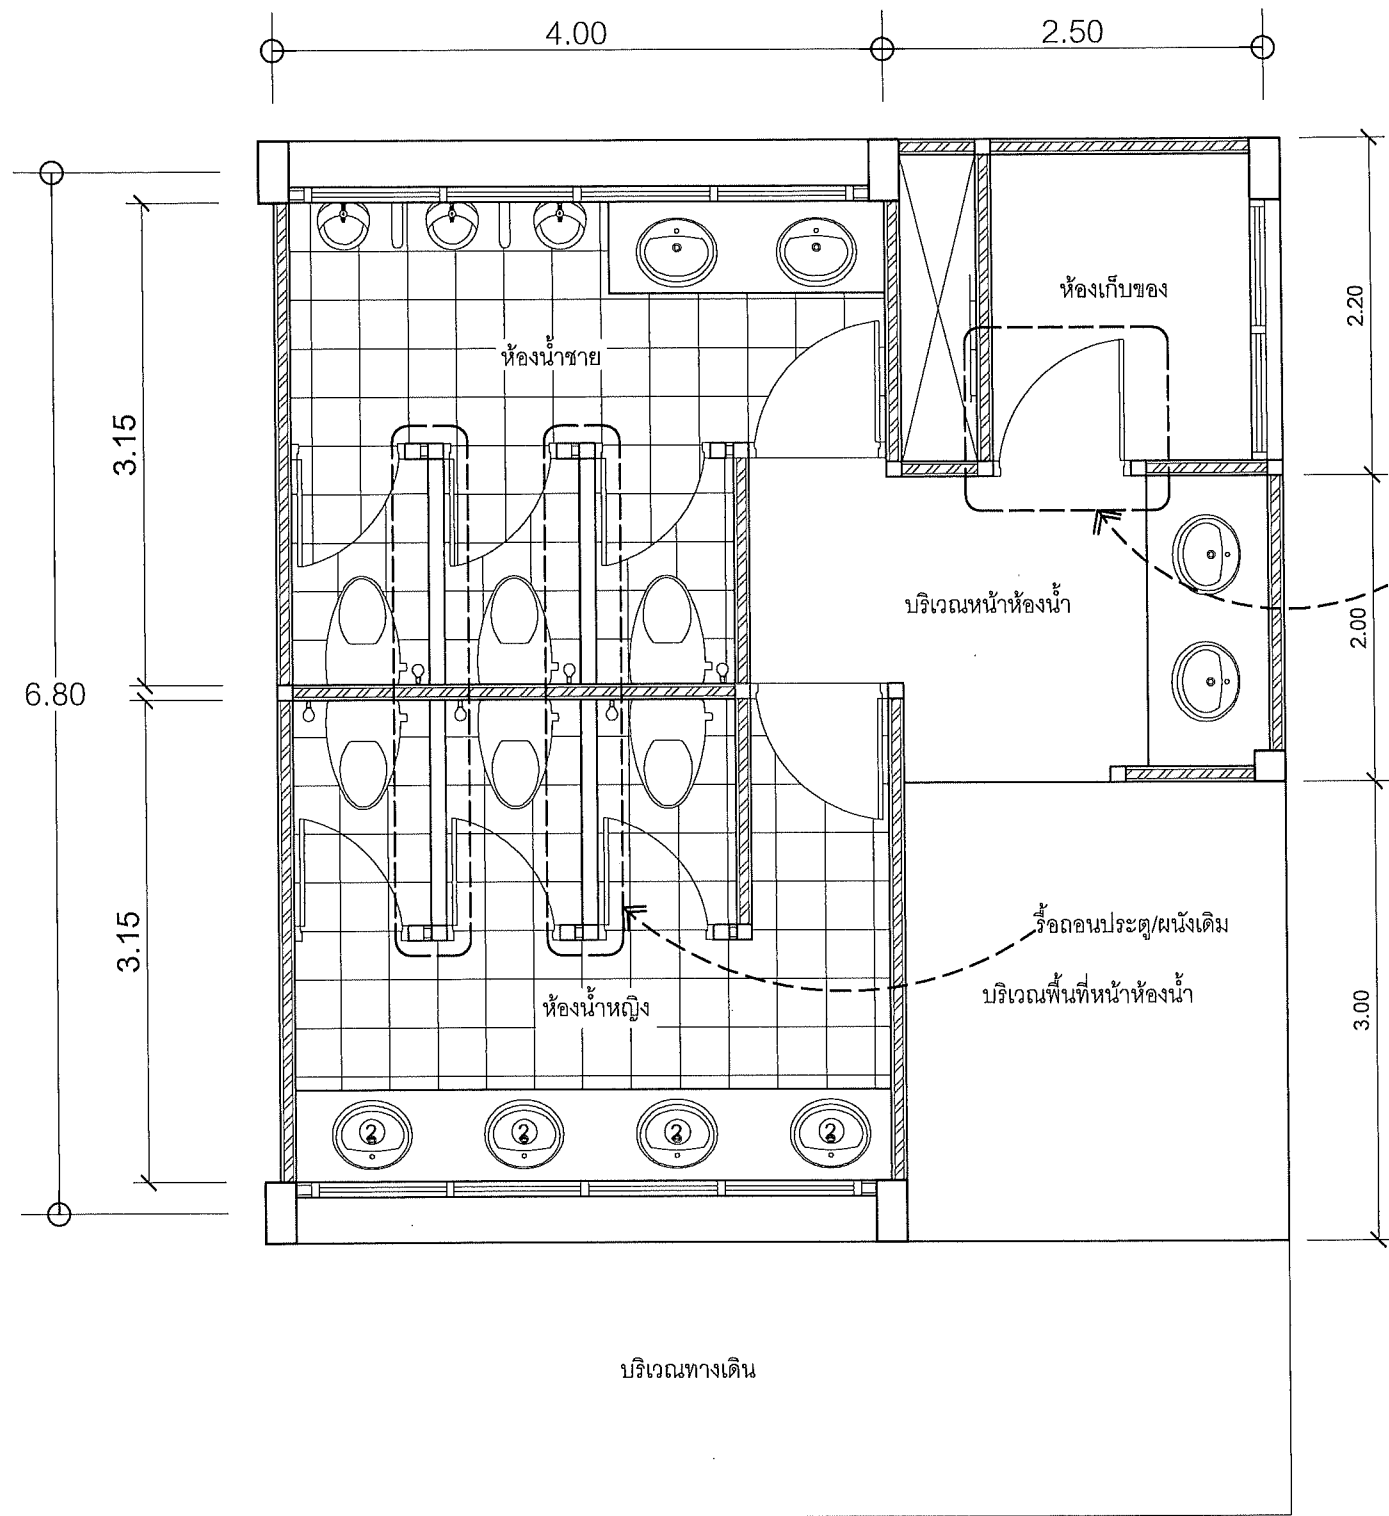 4.00
2.50
ห้องเก็บของ
2.20
ห้องน้ำชาย
3.15
บริเวณหน้าห้องน้ำ
2.00
6.80
3.15
รื้อถอนประตู/ผนังเดิม
บริเวณพื้นที่หน้าห้องน้ำ
3.00
ห้องน้ำหญิง
2 2 2 2
บริเวณทางเดิน